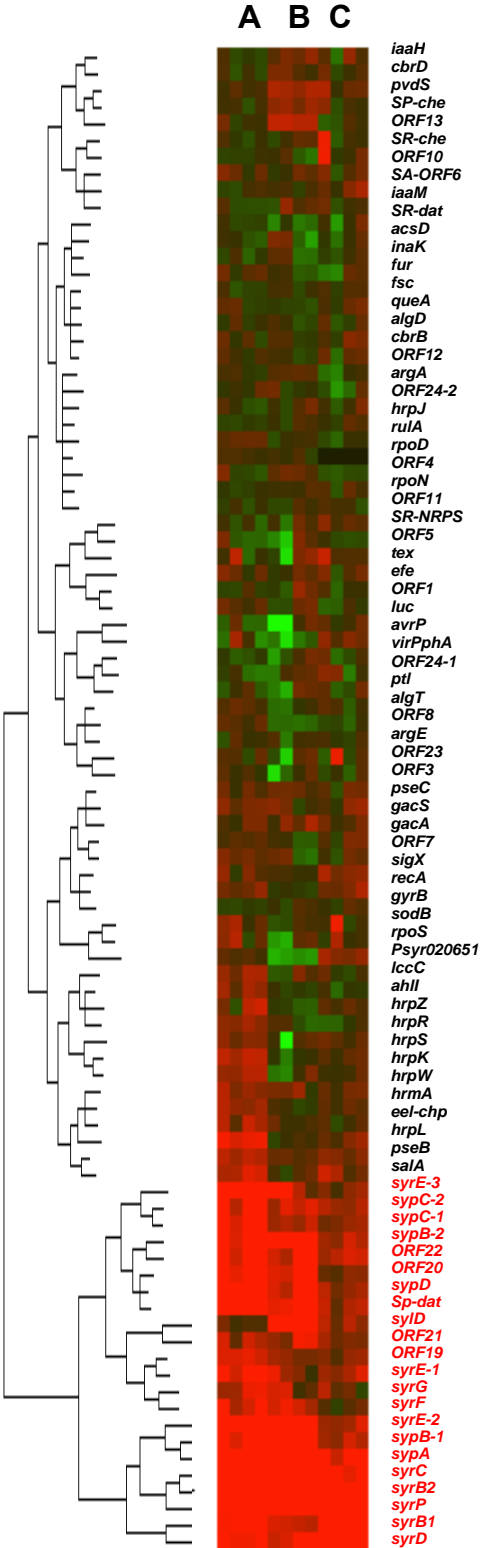 A B C
iaaH
cbrD
pvdS
SP-che
ORF13
SR-che
ORF10
SA-ORF6
iaaM
SR-dat
acsD
inaK
fur
fsc
queA
algD
cbrB
ORF12
argA
ORF24-2
hrpJ
rulA
rpoD
ORF4
rpoN
ORF11
SR-NRPS
ORF5
tex
efe
ORF1
luc
avrP
virPphA
ORF24-1
ptl
algT
ORF8
argE
ORF23
ORF3
pseC
gacS
gacA
ORF7
sigX
recA
gyrB
sodB
rpoS
Psyr020651
lccC
ahlI
hrpZ
hrpR
hrpS
hrpK
hrpW
hrmA
eel-chp
hrpL
pseB
salA
syrE-3
sypC-2
sypC-1
sypB-2
ORF22
ORF20
sypD
Sp-dat
sylD
ORF21
ORF19
syrE-1
syrG
syrF
syrE-2
sypB-1
sypA
syrC
syrB2
syrP
syrB1
syrD